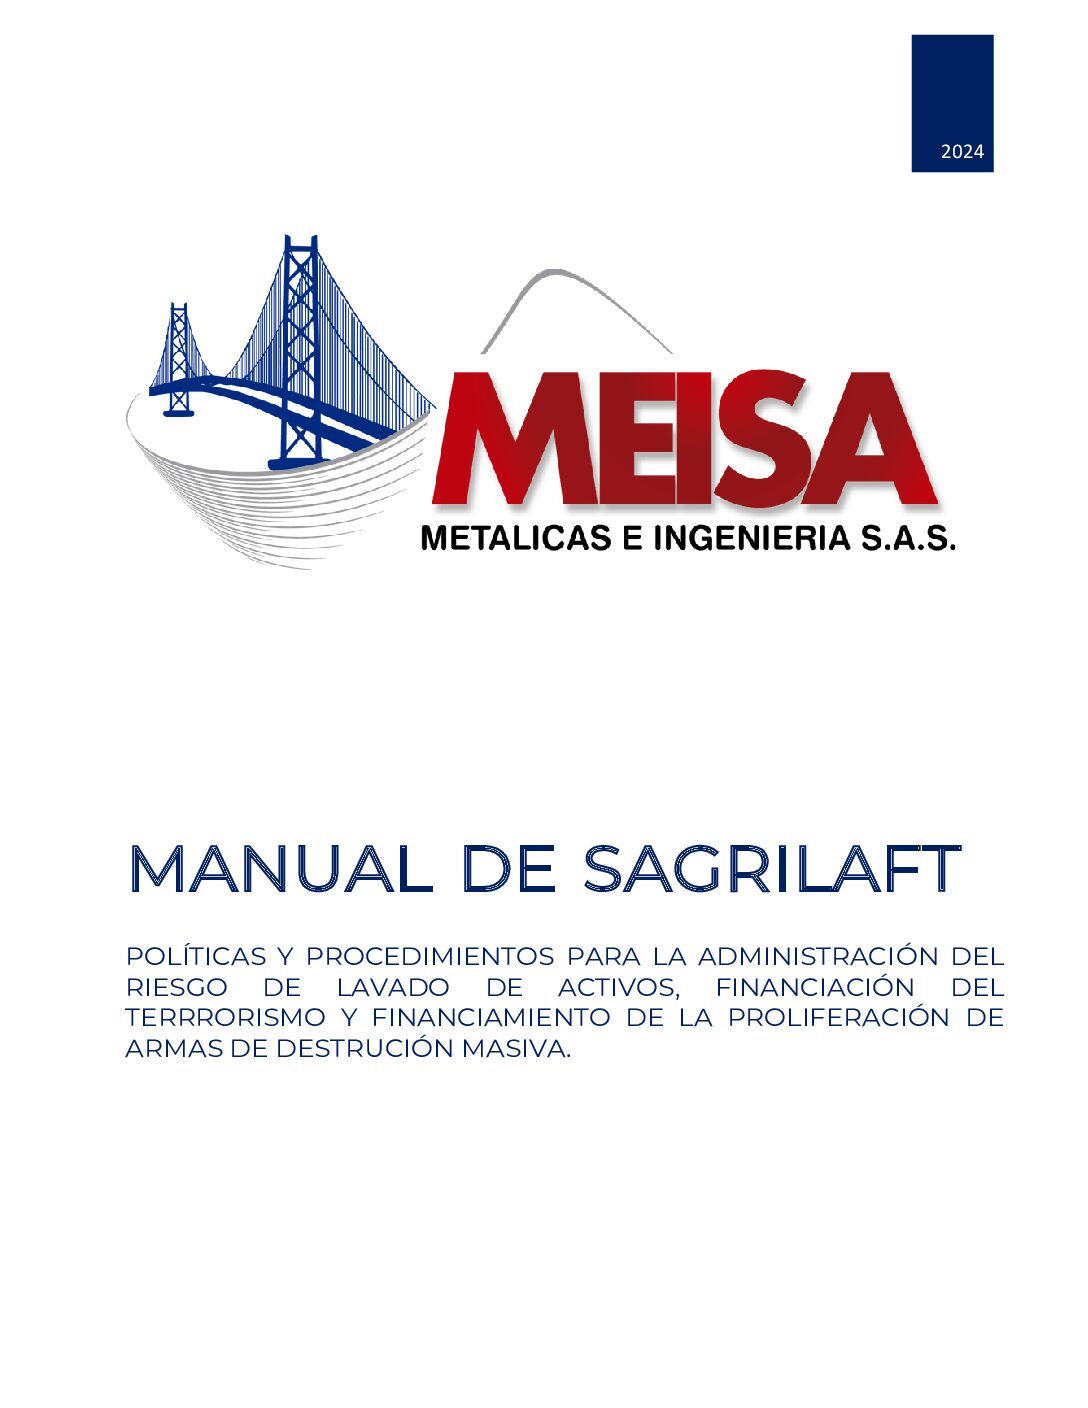 2024
MEISA
METALICAS E INGENIERIA S.A.S.
MANUAL DE SAGRILAFT
POLÍTICAS Y PROCEDIMIENTOS PARA LA ADMINISTRACIÓN DEL
RIESGO DE LAVADO DE ACTIVOS, FINANCIACIÓN DEL
TERRRORISMO Y FINANCIAMIENTO DE LA PROLIFERACIÓN DE
ARMAS DE DESTRUCIÓN MASIVA.